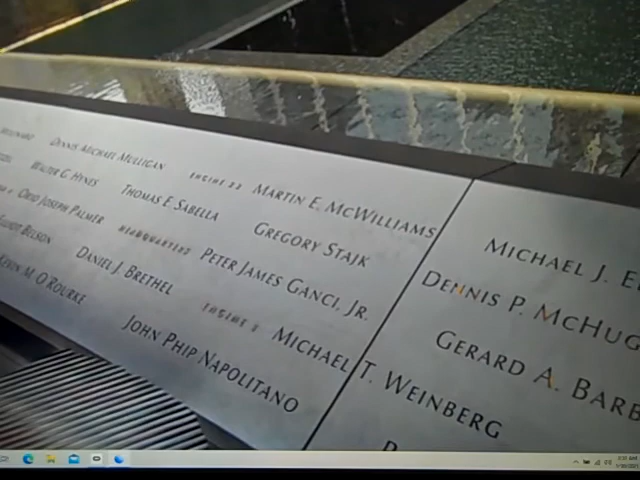 DENNIS MICHAEL MULLIGAN ENGINE 22 MARTIN E. MCWILLIAMS
WALTER G. HYNES THOMAS E. SABELLA GREGORY STAJK MICHAEL J.
ORIO JOSEPH PALMER HEADQUARTERS PETER JAMES GANCI, JR. DENNIS P. MCHUG
BELSON DANIEL J. BRETHEL ENGINE 1 MICHAEL T. WEINBERG GERARD A. BARB
KEVIN M. O'ROURKE JOHN PHIP NAPOLITANO